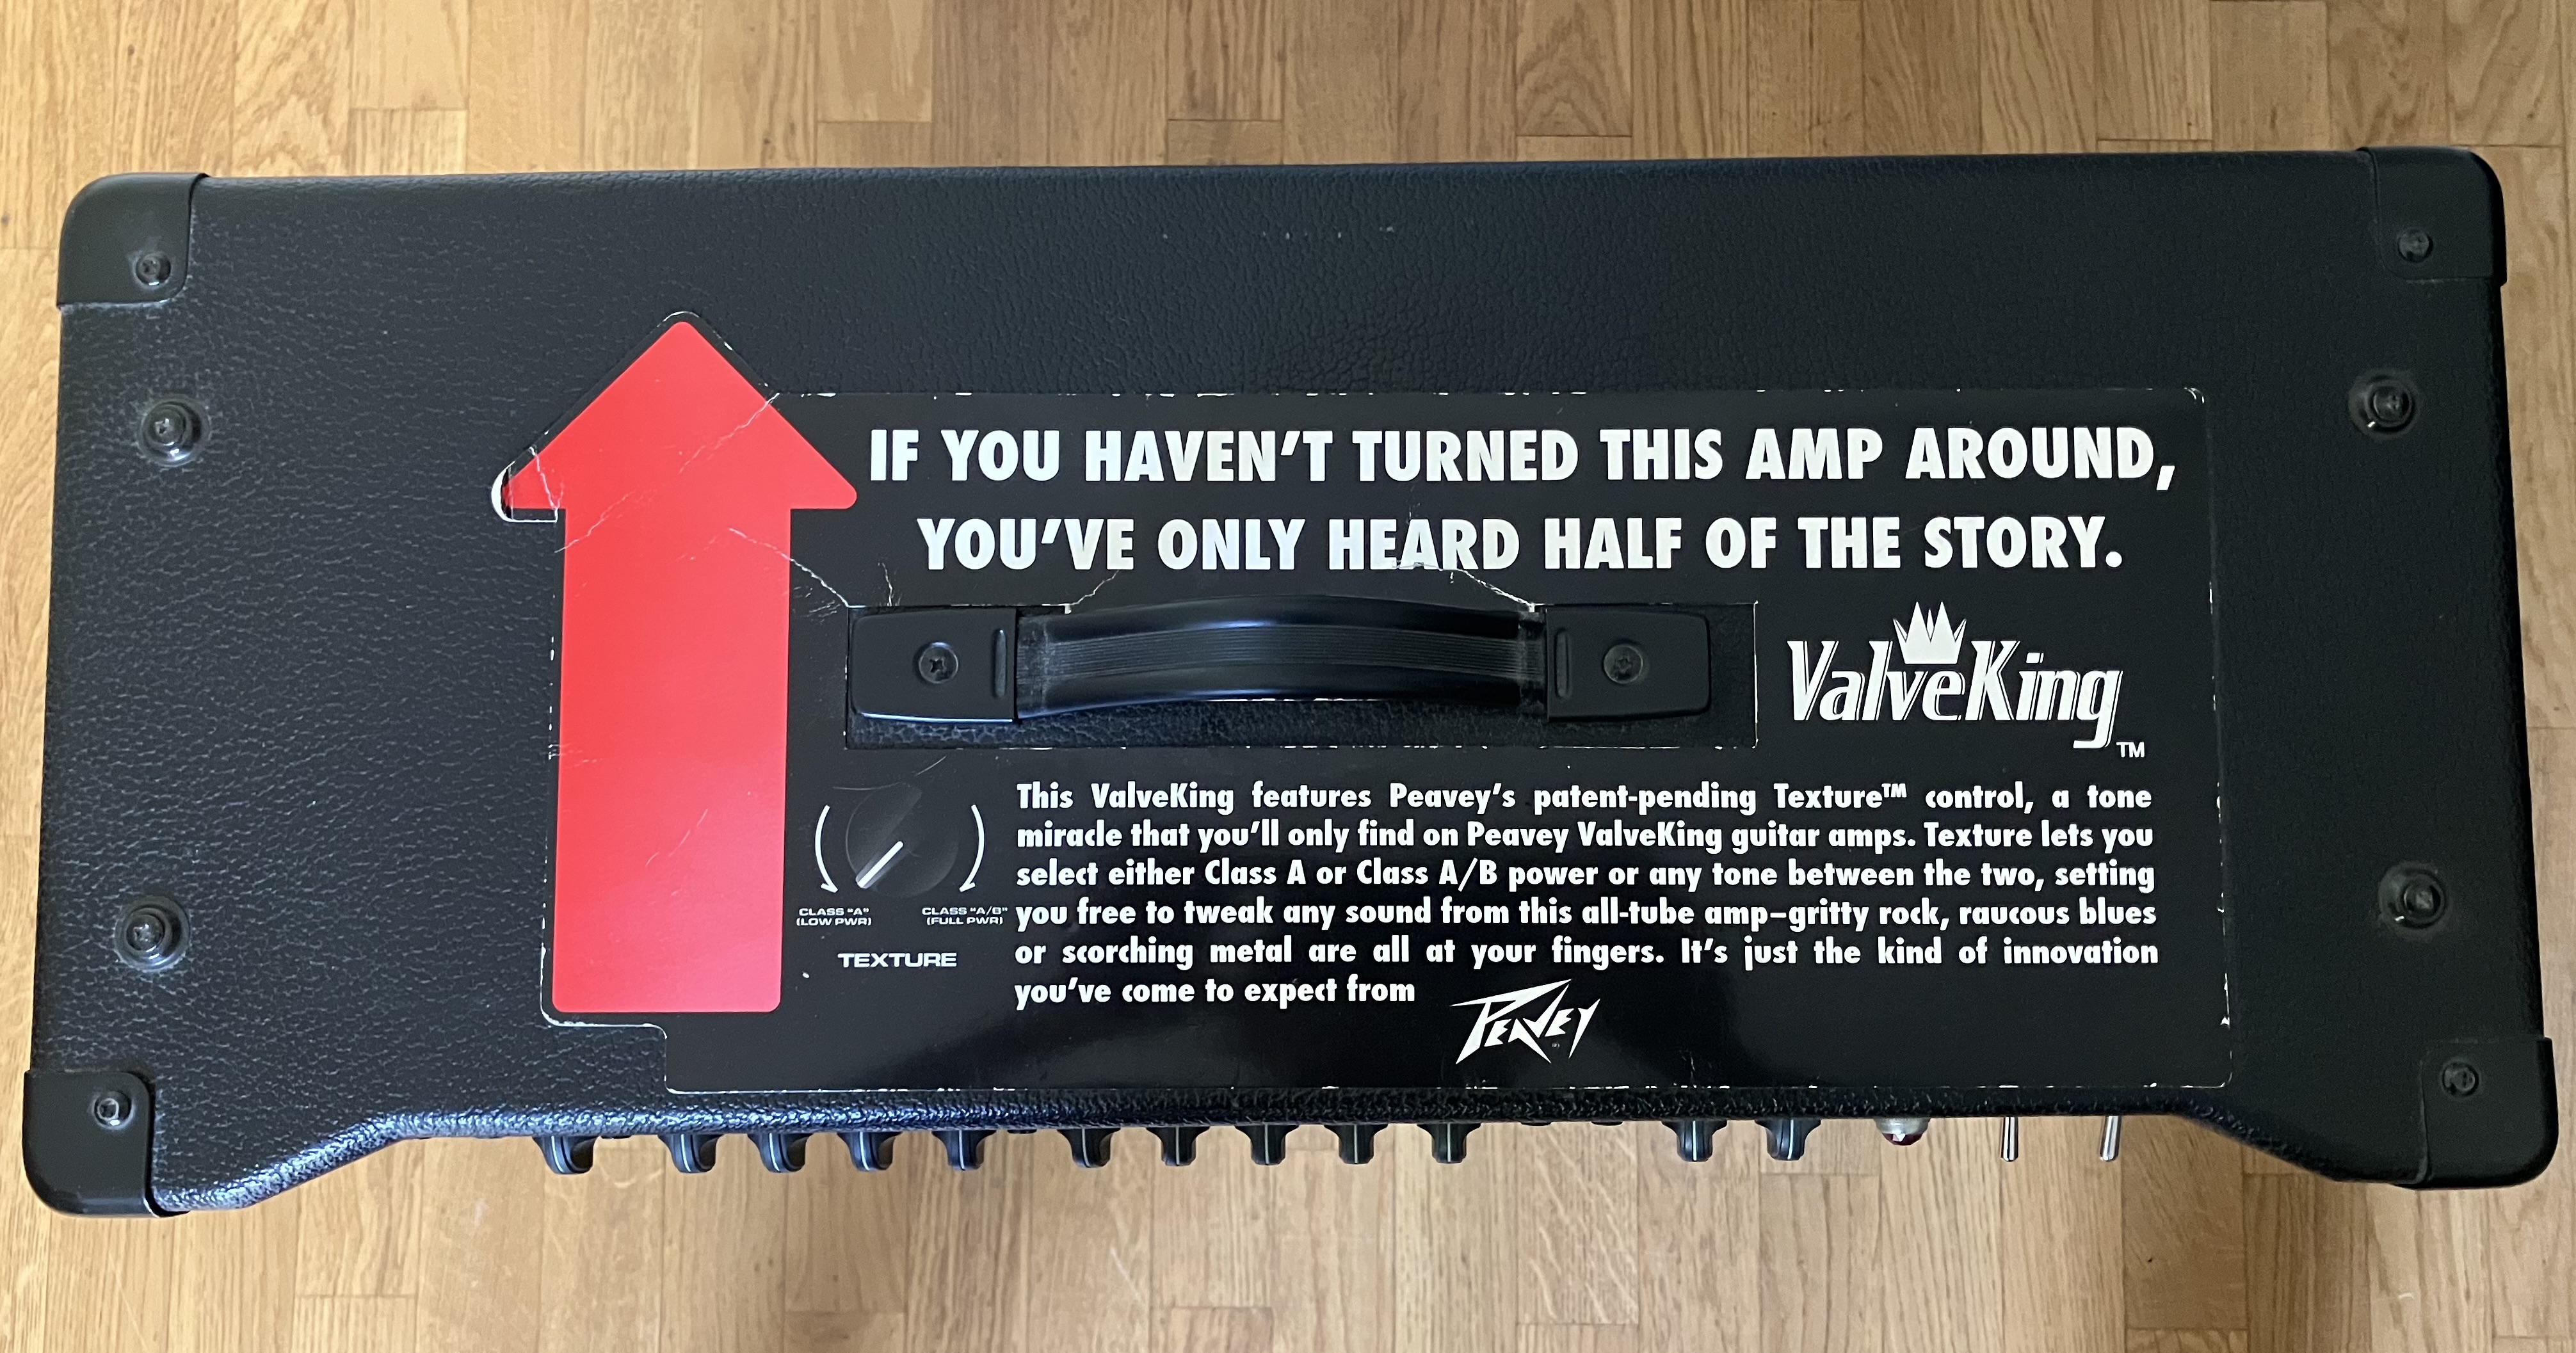 IF YOU HAVEN'T TURNED THIS AMP AROUND,
YOU'VE ONLY HEARD HALF OF THE STORY.
ValveKing™
This ValveKing features Peavey's patent-pending Texture™ control, a tone
miracle that you'll only find on Peavey ValveKing guitar amps. Texture lets you
select either Class A or Class A/B power or any tone between the two, setting
you free to tweak any sound from this all-tube amp–gritty rock, raucous blues
or scorching metal are all at your fingers. It's just the kind of innovation
you've come to expect from
PEAVEY®
CLASS "A"
(LOW PWR)
CLASS "A/B"
(FULL PWR)
TEXTURE